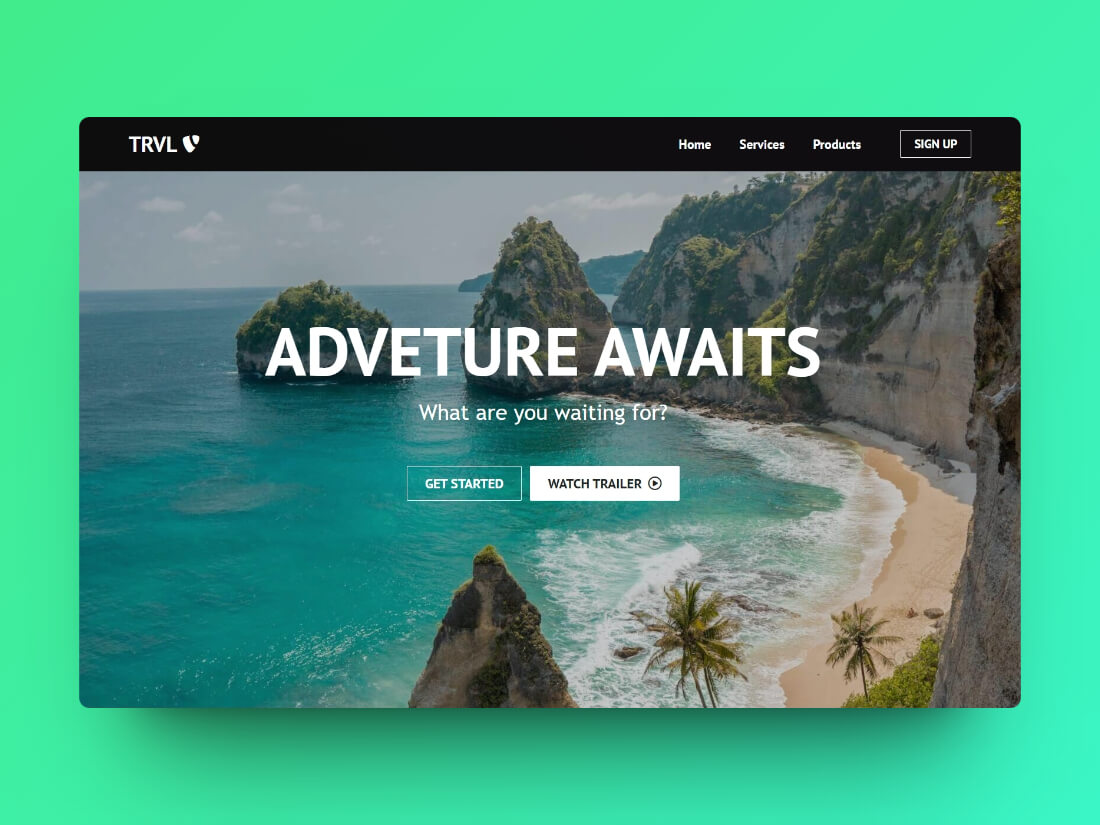 TRVL
Home Services Products SIGN UP
ADVETURE AWAITS
What are you waiting for?
GET STARTED WATCH TRAILER